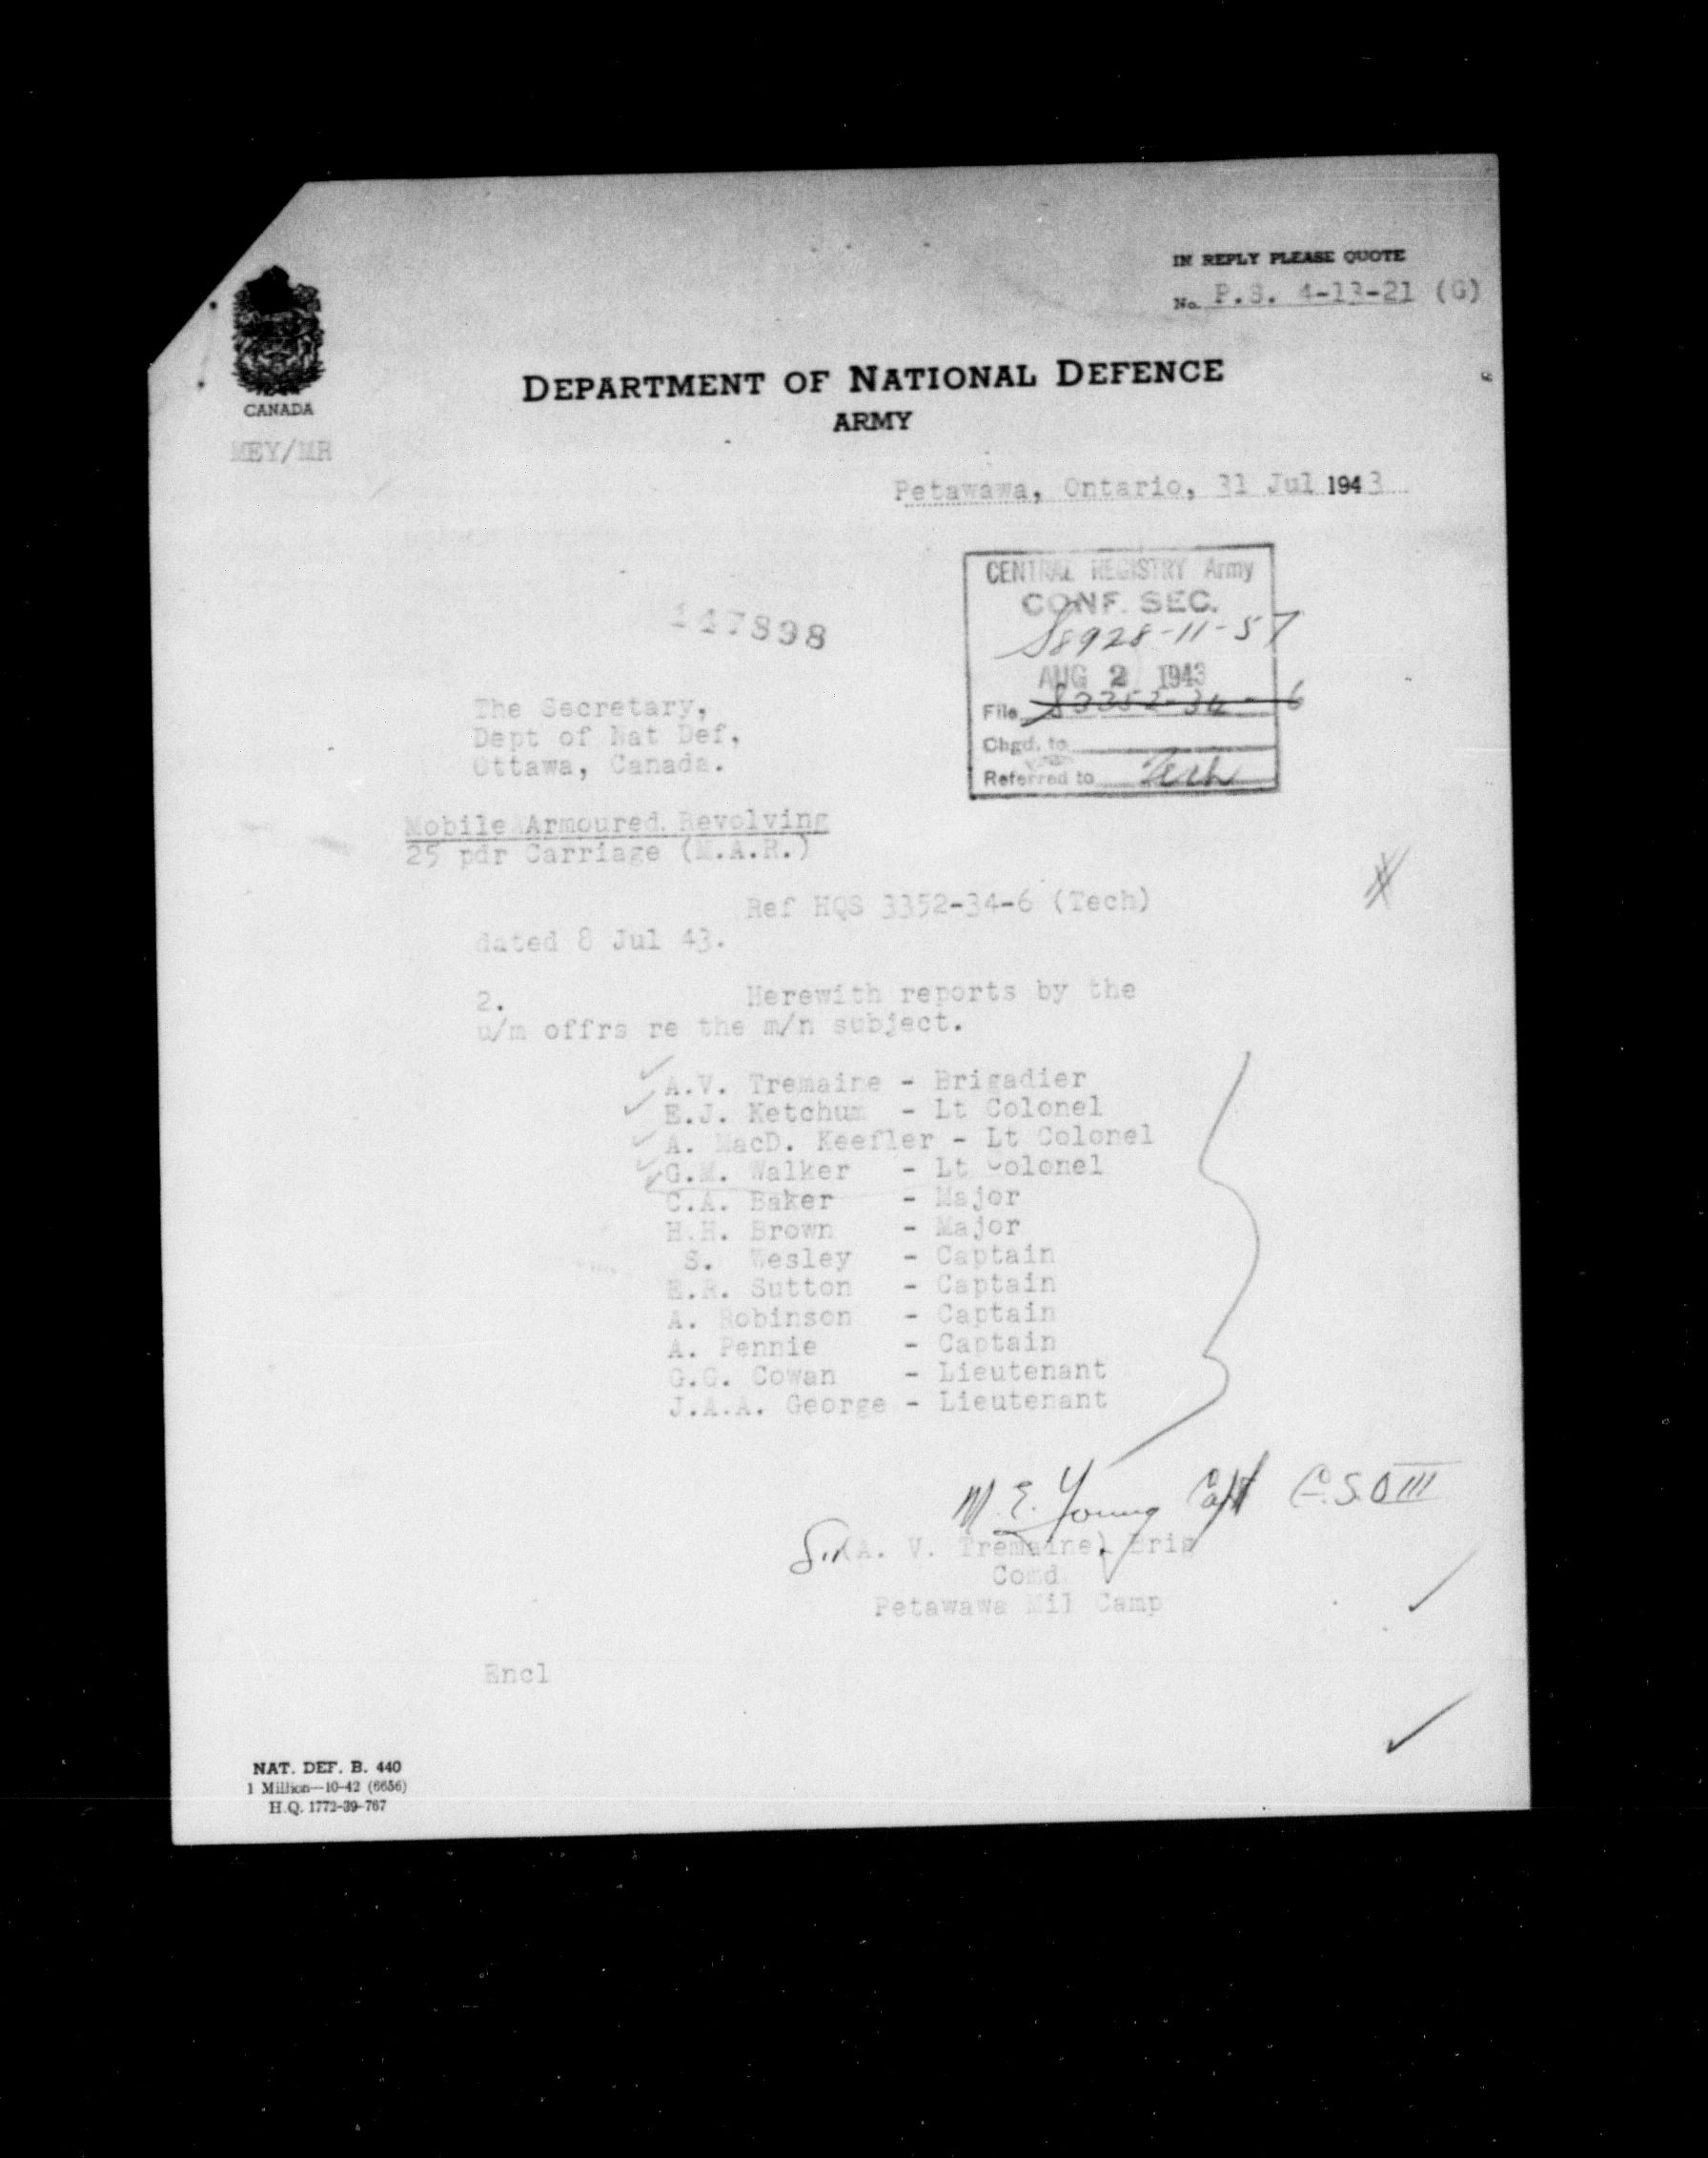 IN REPLY PLEASE QUOTE
No. P.S. 4-13-21 (G)
CANADA
DEPARTMENT OF NATIONAL DEFENCE
ARMY
MEY/MR
Petawawa, Ontario, 31 Jul 1943
CENTRAL REGISTRY Army
CONF. SEC.
S8928-11-57
AUG 2 1943
File S3352-34-6
Chgd. to
Referred to Tech
147898
The Secretary,
Dept of Nat Def,
Ottawa, Canada.
Mobile Armoured Revolving
25 pdr Carriage (M.A.R.)
Ref HQS 3352-34-6 (Tech)
dated 8 Jul 43.
2. Herewith reports by the
u/m offrs re the m/n subject.
A.V. Tremaine - Brigadier
E.J. Ketchum - Lt Colonel
A. MacD. Keefler - Lt Colonel
G.M. Walker - Lt Colonel
C.A. Baker - Major
H.H. Brown - Major
S. Wesley - Captain
E.R. Sutton - Captain
A. Robinson - Captain
A. Pennie - Captain
G.G. Cowan - Lieutenant
J.A.A. George - Lieutenant
M. E. Young Capt G.S.O III
(A. V. Tremaine) Brig
Comd
Petawawa Mil Camp
Encl
NAT. DEF. B. 440
1 Million—10-42 (6656)
H.Q. 1772-39-767